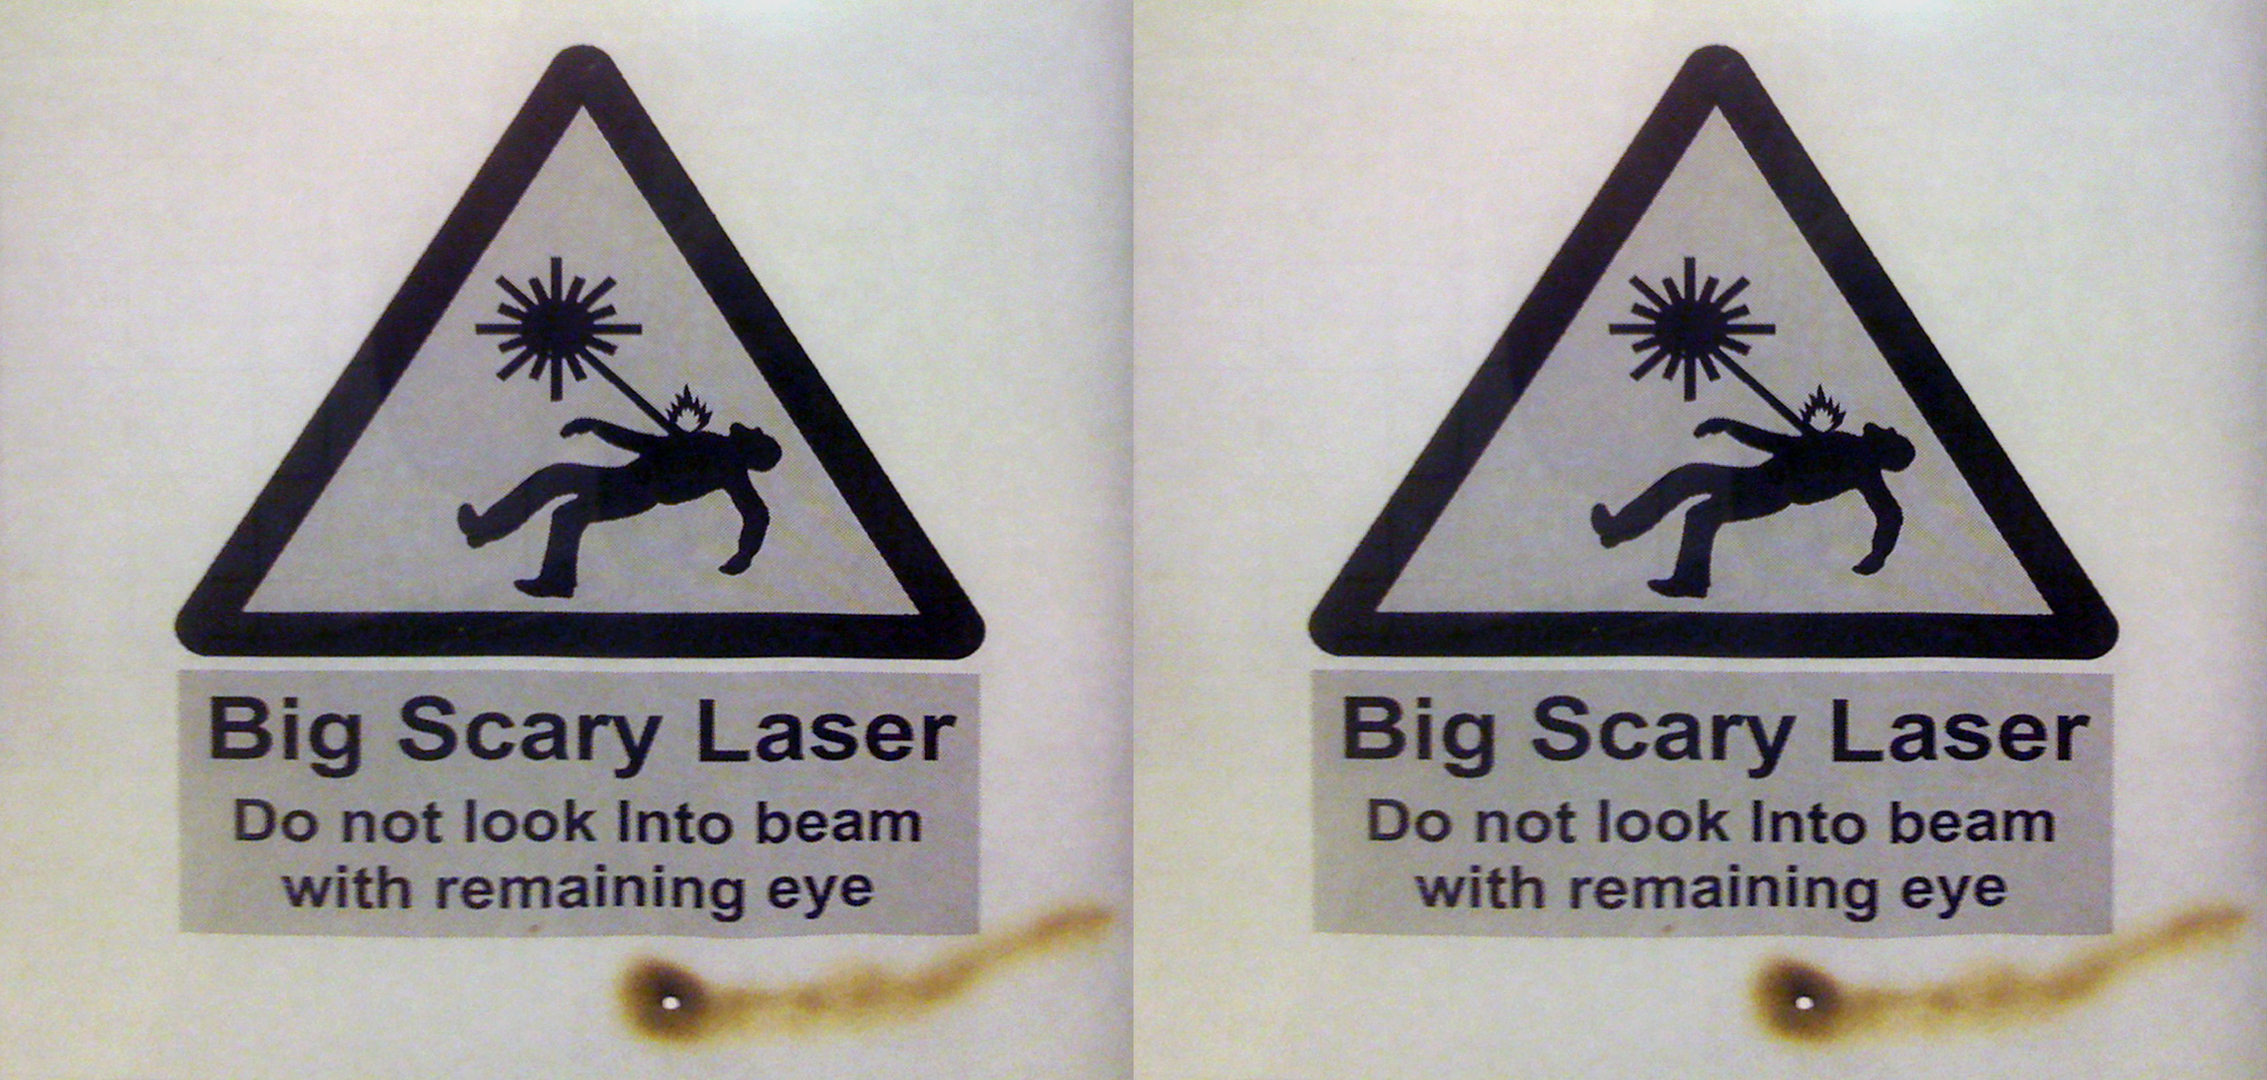 Big Scary Laser
Do not look Into beam
with remaining eye
Big Scary Laser
Do not look Into beam
with remaining eye